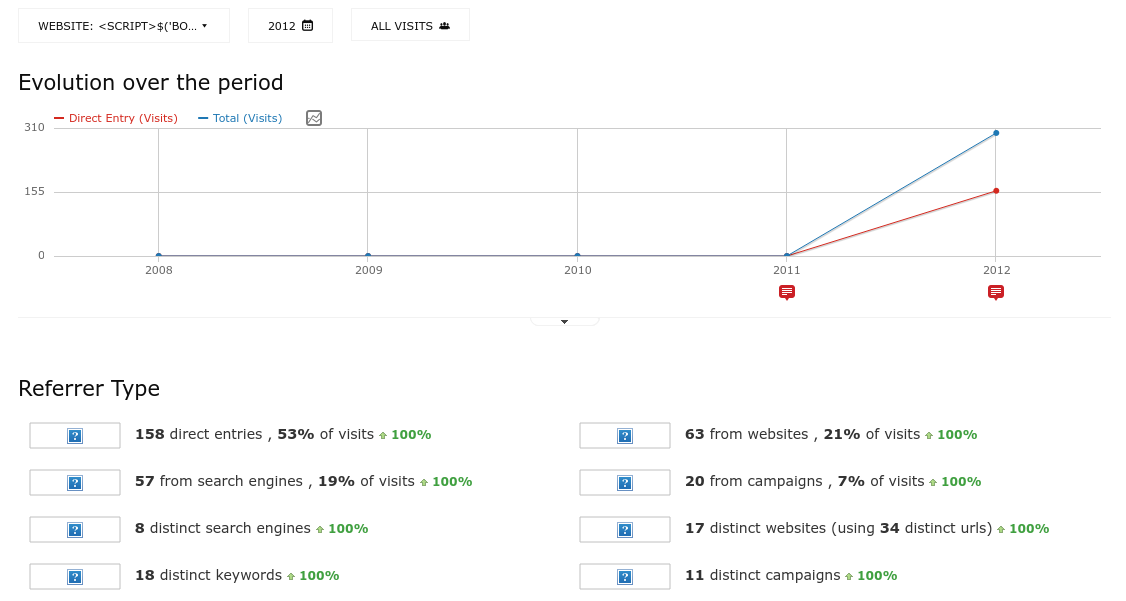 WEBSITE: <SCRIPT>$('BO... 2012 ALL VISITS
Evolution over the period
Direct Entry (Visits) Total (Visits)
310
155
0
2008 2009 2010 2011 2012
Referrer Type
158 direct entries , 53% of visits 100%
63 from websites , 21% of visits 100%
57 from search engines , 19% of visits 100%
20 from campaigns , 7% of visits 100%
8 distinct search engines 100%
17 distinct websites (using 34 distinct urls) 100%
18 distinct keywords 100%
11 distinct campaigns 100%